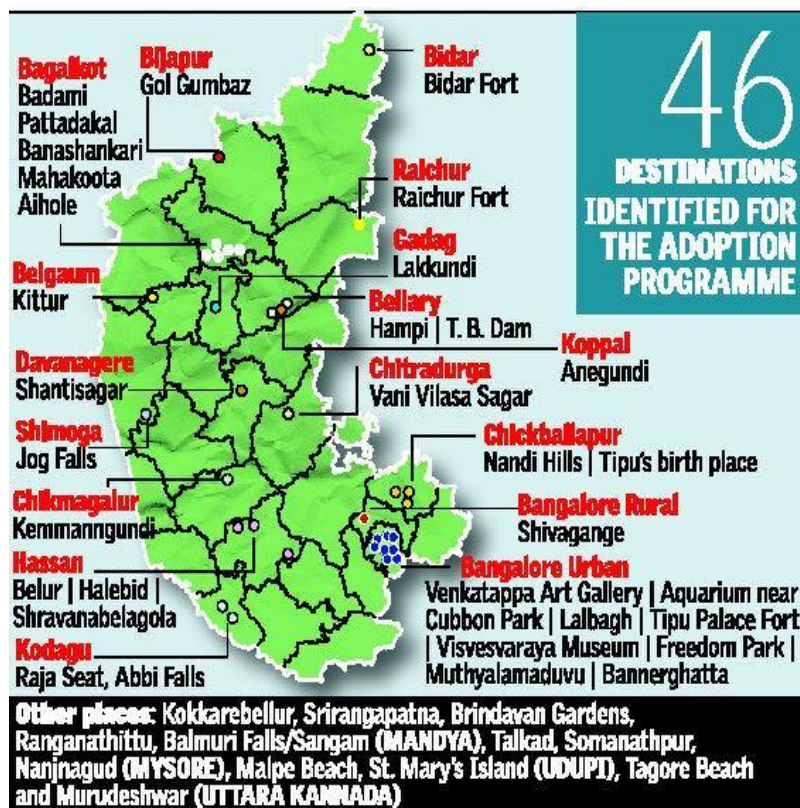 46
DESTINATIONS
IDENTIFIED FOR
THE ADOPTION
PROGRAMME
Bagalkot
Badami
Pattadakal
Banashankari
Mahakoota
Aihole
Bijapur
Gol Gumbaz
Bidar
Bidar Fort
Raichur
Raichur Fort
Gadag
Lakkundi
Belgaum
Kittur
Bellary
Hampi | T. B. Dam
Koppal
Anegundi
Davanagere
Shantisagar
Chitradurga
Vani Vilasa Sagar
Shimoga
Jog Falls
Chickballapur
Nandi Hills | Tipu's birth place
Chikmagalur
Kemmanngundi
Bangalore Rural
Shivagange
Hassan
Belur | Halebid |
Shravanabelagola
Bangalore Urban
Venkatappa Art Gallery | Aquarium near
Cubbon Park | Lalbagh | Tipu Palace Fort
| Visvesvaraya Museum | Freedom Park |
Muthyalamaduvu | Bannerghatta
Kodagu
Raja Seat, Abbi Falls
Other places: Kokkarebellur, Srirangapatna, Brindavan Gardens,
Ranganathittu, Balmuri Falls/Sangam (MANDYA), Talkad, Somanathpur,
Nanjnagud (MYSORE), Malpe Beach, St. Mary's Island (UDUPI), Tagore Beach
and Murudeshwar (UTTARA KANNADA)